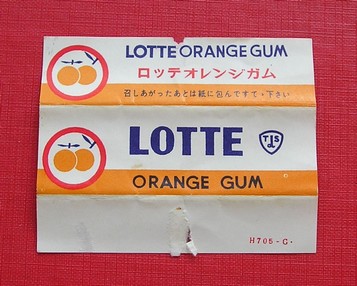 LOTTE ORANGE GUM
ロッテオレンジガム
召しあがったあとは紙に包んですて・下さい
LOTTE
TLS
ORANGE GUM
H705-G・